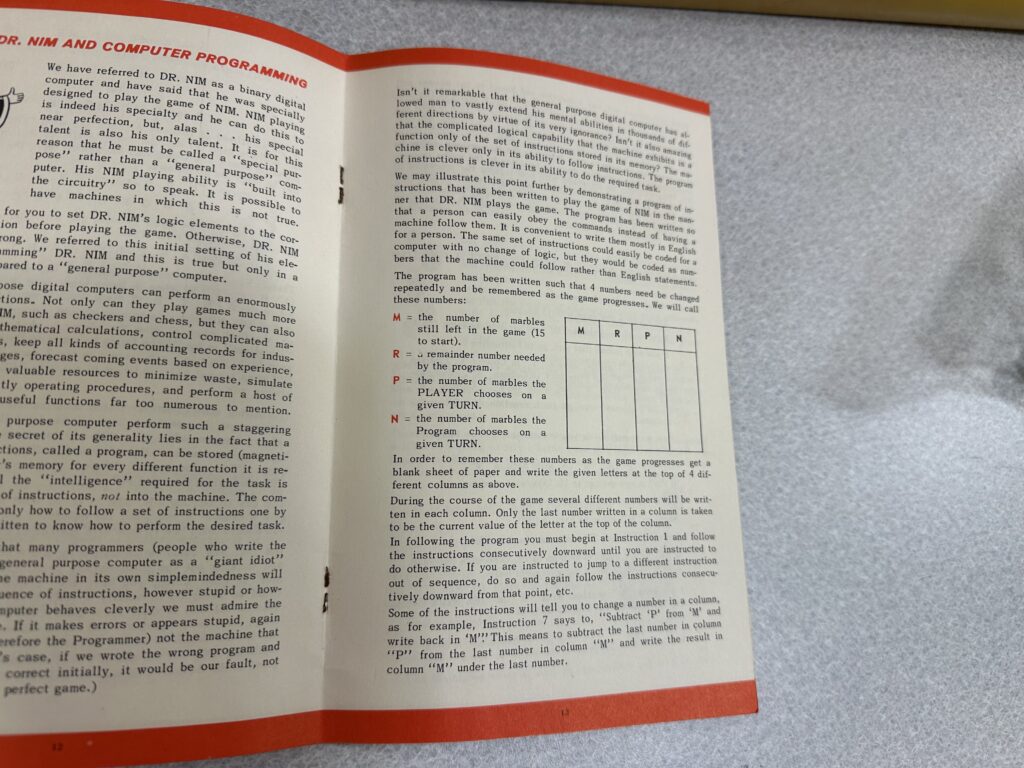 DR. NIM AND COMPUTER PROGRAMMING
We have referred to DR. NIM as a binary digital
computer and have said that he was specially
designed to play the game of NIM. NIM playing
is indeed his specialty and he can do this to
near perfection, but, alas . . . his special
talent is also his only talent. It is for this
reason that he must be called a "special pur-
pose" rather than a "general purpose" com-
puter. His NIM playing ability is "built into
the circuitry" so to speak. It is possible to
have machines in which this is not true.
for you to set DR. NIM's logic elements to the cor-
ion before playing the game. Otherwise, DR. NIM
rong. We referred to this initial setting of his ele-
amming" DR. NIM and this is true but only in a
pared to a "general purpose" computer.
pose digital computers can perform an enormously
ctions. Not only can they play games much more
IM, such as checkers and chess, but they can also
thematical calculations, control complicated ma-
s, keep all kinds of accounting records for indus-
ges, forecast coming events based on experience,
valuable resources to minimize waste, simulate
tly operating procedures, and perform a host of
useful functions far too numerous to mention.
purpose computer perform such a staggering
e secret of its generality lies in the fact that a
ctions, called a program, can be stored (magneti-
r's memory for every different function it is re-
l the "intelligence" required for the task is
of instructions, not into the machine. The com-
only how to follow a set of instructions one by
itten to know how to perform the desired task.
hat many programmers (people who write the
general purpose computer as a "giant idiot"
e machine in its own simplemindedness will
uence of instructions, however stupid or how-
mputer behaves cleverly we must admire the
. If it makes errors or appears stupid, again
erefore the Programmer) not the machine that
's case, if we wrote the wrong program and
correct initially, it would be our fault, not
perfect game.)
12
Isn't it remarkable that the general purpose digital computer has al-
lowed man to vastly extend his mental abilities in thousands of dif-
ferent directions by virtue of its very ignorance? Isn't it also amazing
that the complicated logical capability that the machine exhibits is a
function only of the set of instructions stored in its memory? The ma-
chine is clever only in its ability to follow instructions. The program
of instructions is clever in its ability to do the required task.
We may illustrate this point further by demonstrating a program of in-
structions that has been written to play the game of NIM in the man-
ner that DR. NIM plays the game. The program has been written so
that a person can easily obey the commands instead of having a
machine follow them. It is convenient to write them mostly in English
for a person. The same set of instructions could easily be coded for a
computer with no change of logic, but they would be coded as num-
bers that the machine could follow rather than English statements.
The program has been written such that 4 numbers need be changed
repeatedly and be remembered as the game progresses. We will call
these numbers:
M = the number of marbles
still left in the game (15
to start).
R = a remainder number needed
by the program.
P = the number of marbles the
PLAYER chooses on a
given TURN.
N = the number of marbles the
Program chooses on a
given TURN.
M R P N
In order to remember these numbers as the game progresses get a
blank sheet of paper and write the given letters at the top of 4 dif-
ferent columns as above.
During the course of the game several different numbers will be writ-
ten in each column. Only the last number written in a column is taken
to be the current value of the letter at the top of the column.
In following the program you must begin at Instruction 1 and follow
the instructions consecutively downward until you are instructed to
do otherwise. If you are instructed to jump to a different instruction
out of sequence, do so and again follow the instructions consecu-
tively downward from that point, etc.
Some of the instructions will tell you to change a number in a column,
as for example, Instruction 7 says to, "Subtract 'P' from 'M' and
write back in 'M'." This means to subtract the last number in column
"P" from the last number in column "M" and write the result in
column "M" under the last number.
13